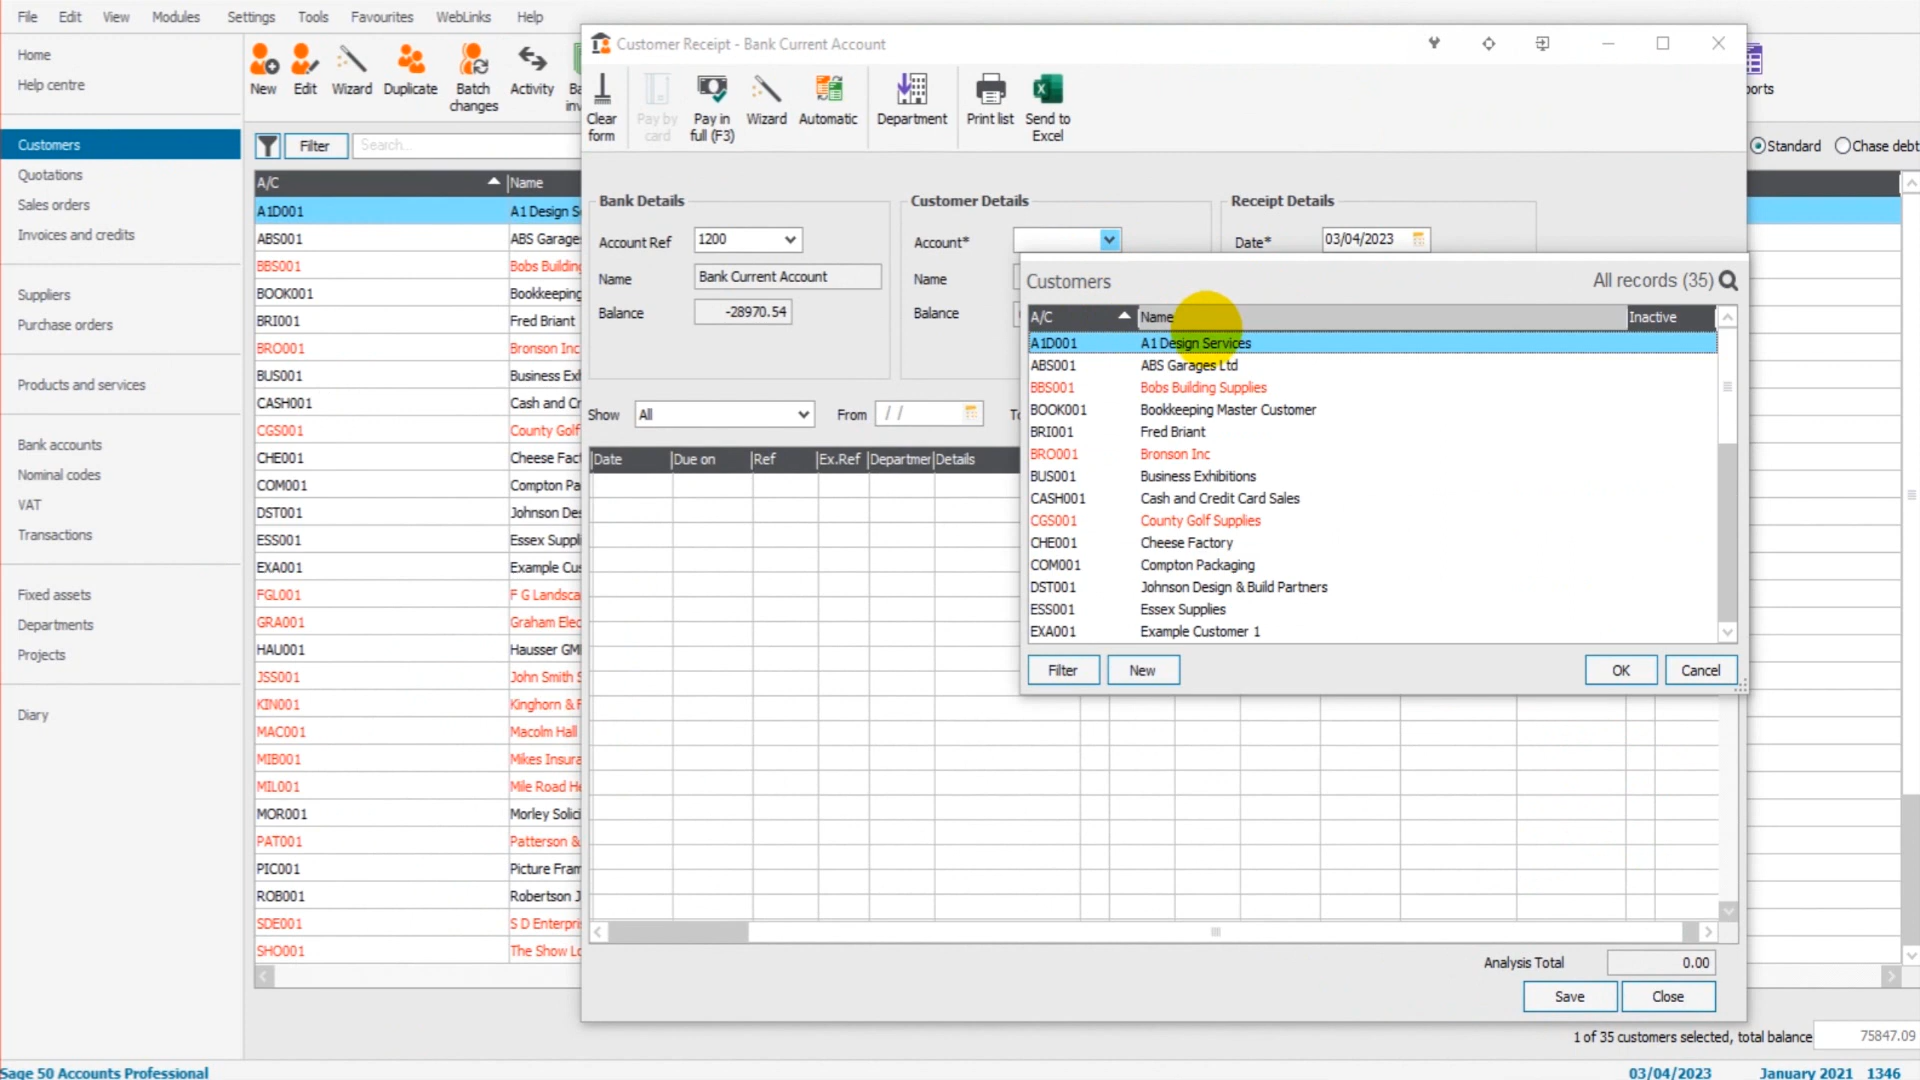 File Edit View Modules Settings Tools Favourites WebLinks Help
Home
Help centre
Customers
Quotations
Sales orders
Invoices and credits
Suppliers
Purchase orders
Products and services
Bank accounts
Nominal codes
VAT
Transactions
Fixed assets
Departments
Projects
Diary
New Edit Wizard Duplicate Batch changes Activity
Filter Search...
Standard Chase debt
A/C Name
A1D001 A1 Design S
ABS001 ABS Garage
BBS001 Bobs Building
BOOK001 Bookkeeping
BRI001 Fred Briant
BRO001 Bronson Inc
BUS001 Business Exh
CASH001 Cash and Cr
CGS001 County Golf
CHE001 Cheese Fact
COM001 Compton Pa
DST001 Johnson Des
ESS001 Essex Suppl
EXA001 Example Cus
FGL001 F G Landsca
GRA001 Graham Elec
HAU001 Hausser GM
JSS001 John Smith S
KIN001 Kinghorn & F
MAC001 Macolm Hall
MIB001 Mikes Insura
MIL001 Mile Road He
MOR001 Morley Solici
PAT001 Patterson &
PIC001 Picture Fram
ROB001 Robertson J
SDE001 S D Enterpris
SHO001 The Show Lo
Customer Receipt - Bank Current Account
Clear form Pay by card Pay in full (F3) Wizard Automatic Department Print list Send to Excel
Bank Details Customer Details Receipt Details
Account Ref 1200 Account* Date* 03/04/2023
Name Bank Current Account Name
Balance -28970.54 Balance
Show All From / /
Date Due on Ref Ex.Ref Departmer Details
Customers All records (35)
A/C Name Inactive
A1D001 A1 Design Services
ABS001 ABS Garages Ltd
BBS001 Bobs Building Supplies
BOOK001 Bookkeeping Master Customer
BRI001 Fred Briant
BRO001 Bronson Inc
BUS001 Business Exhibitions
CASH001 Cash and Credit Card Sales
CGS001 County Golf Supplies
CHE001 Cheese Factory
COM001 Compton Packaging
DST001 Johnson Design & Build Partners
ESS001 Essex Supplies
EXA001 Example Customer 1
Filter New OK Cancel
Analysis Total 0.00
Save Close
1 of 35 customers selected, total balance 75847.09
Sage 50 Accounts Professional 03/04/2023 January 2021 1346